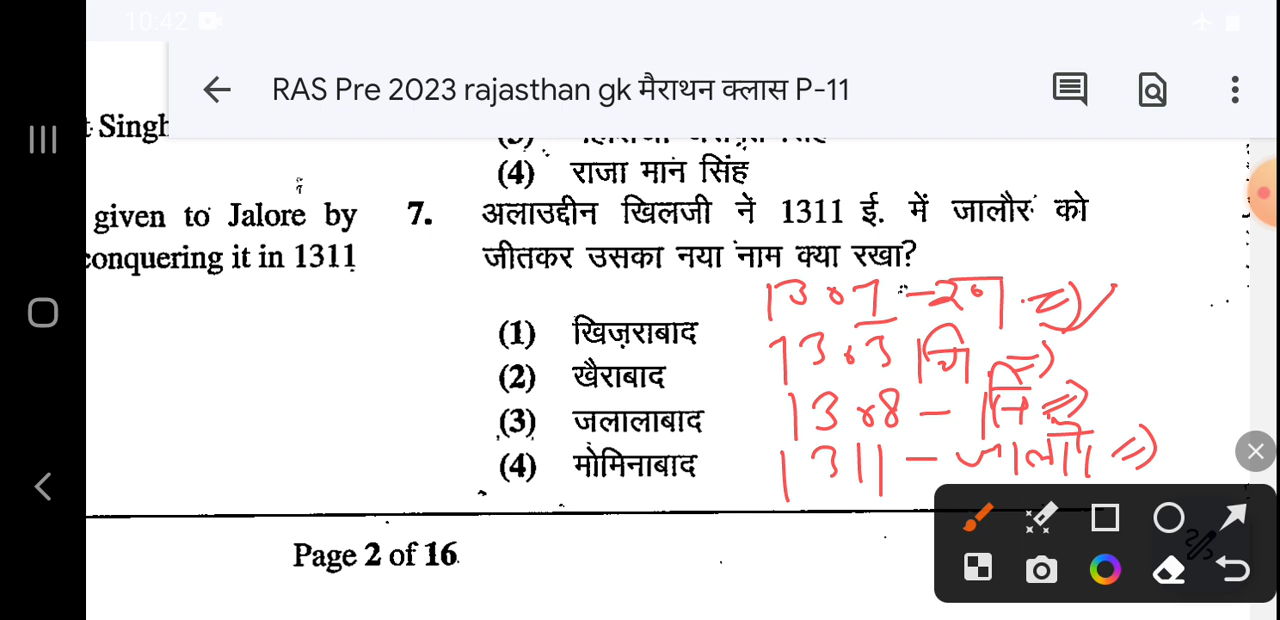 10:42
RAS Pre 2023 rajasthan gk मैराथन क्लास P-11
t Singh
(4) राजा मान सिंह
given to Jalore by
conquering it in 1311
7. अलाउद्दीन खिलजी नें 1311 ई. में जालौर को
जीतकर उसका नया नाम क्या रखा?
(1) खिज़राबाद
(2) खैराबाद
(3) जलालाबाद
(4) मोमिनाबाद
1301 -
1303 चि
1308 - सि
1311 - जालौर
Page 2 of 16